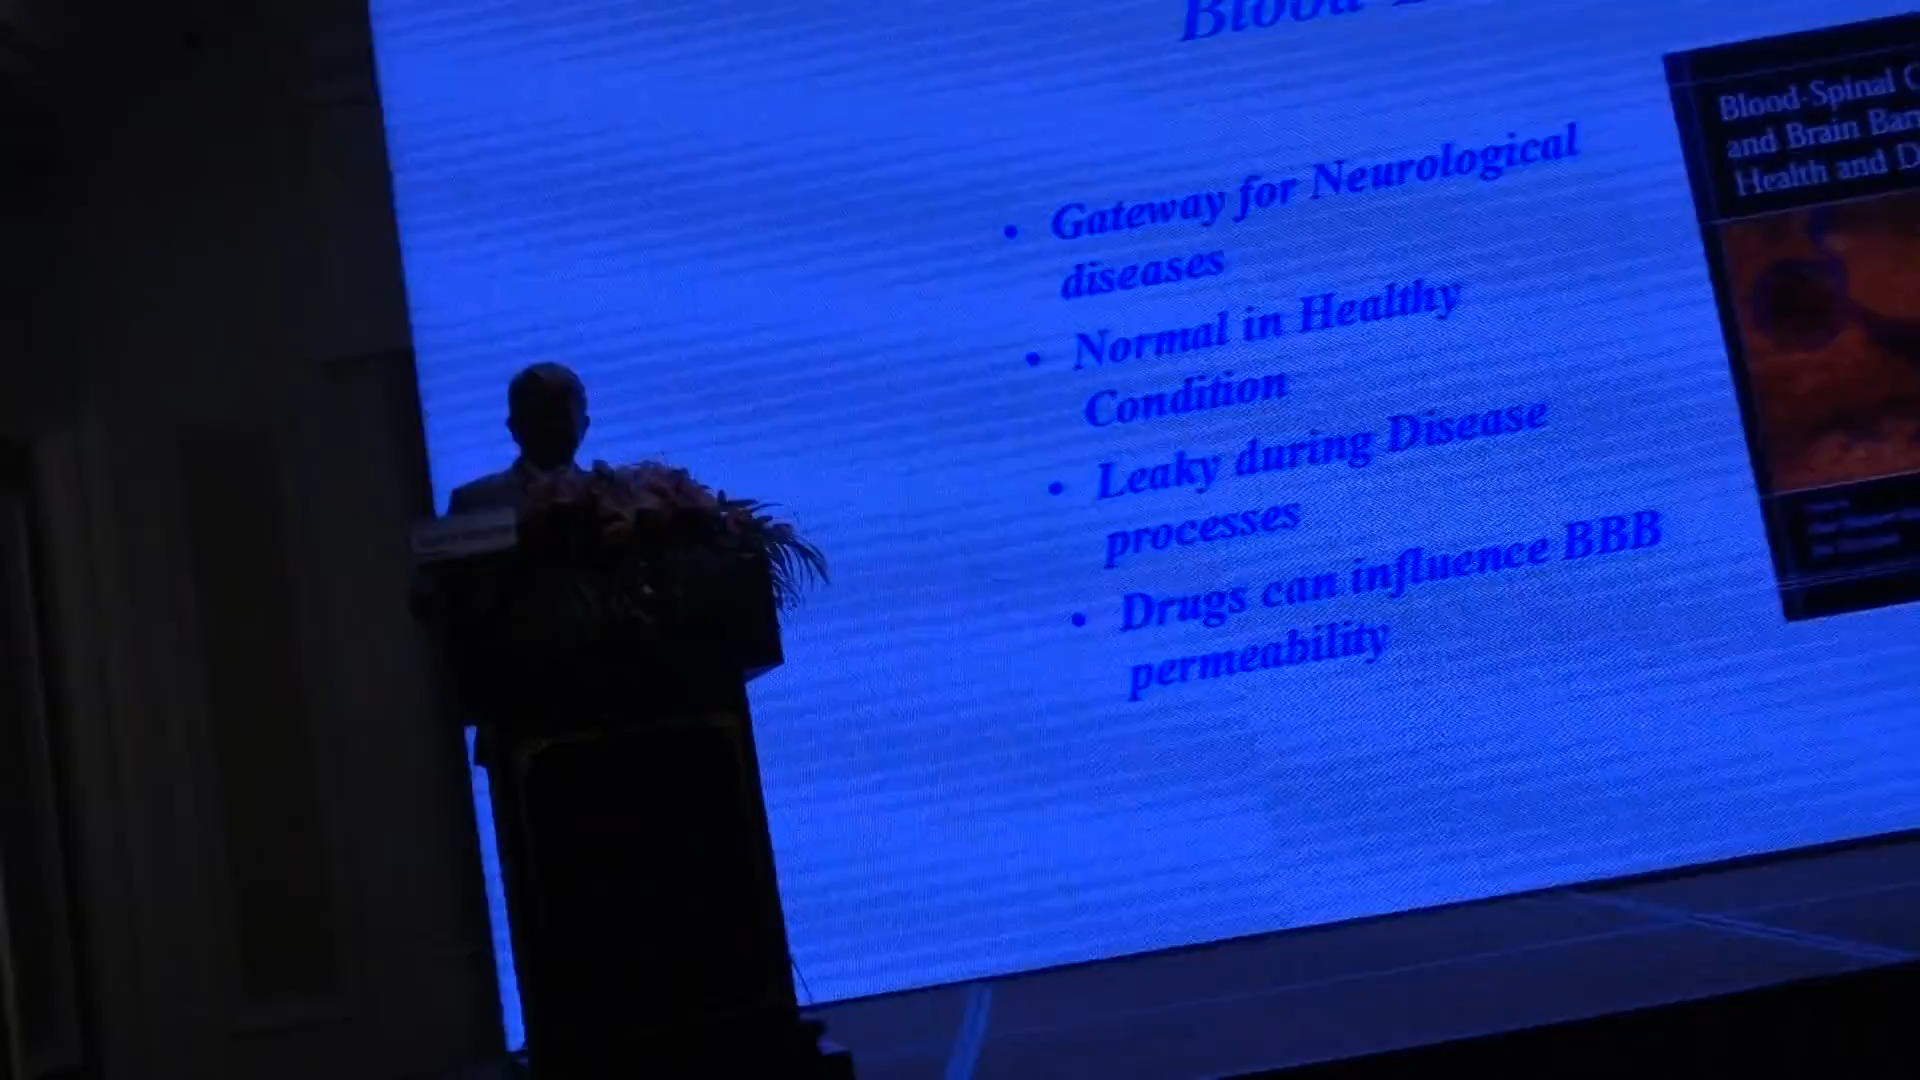 Blood
• Gateway for Neurological
diseases
• Normal in Healthy
Condition
• Leaky during Disease
processes
• Drugs can influence BBB
permeability
Blood-Spinal C
and Brain Bar
Health and D